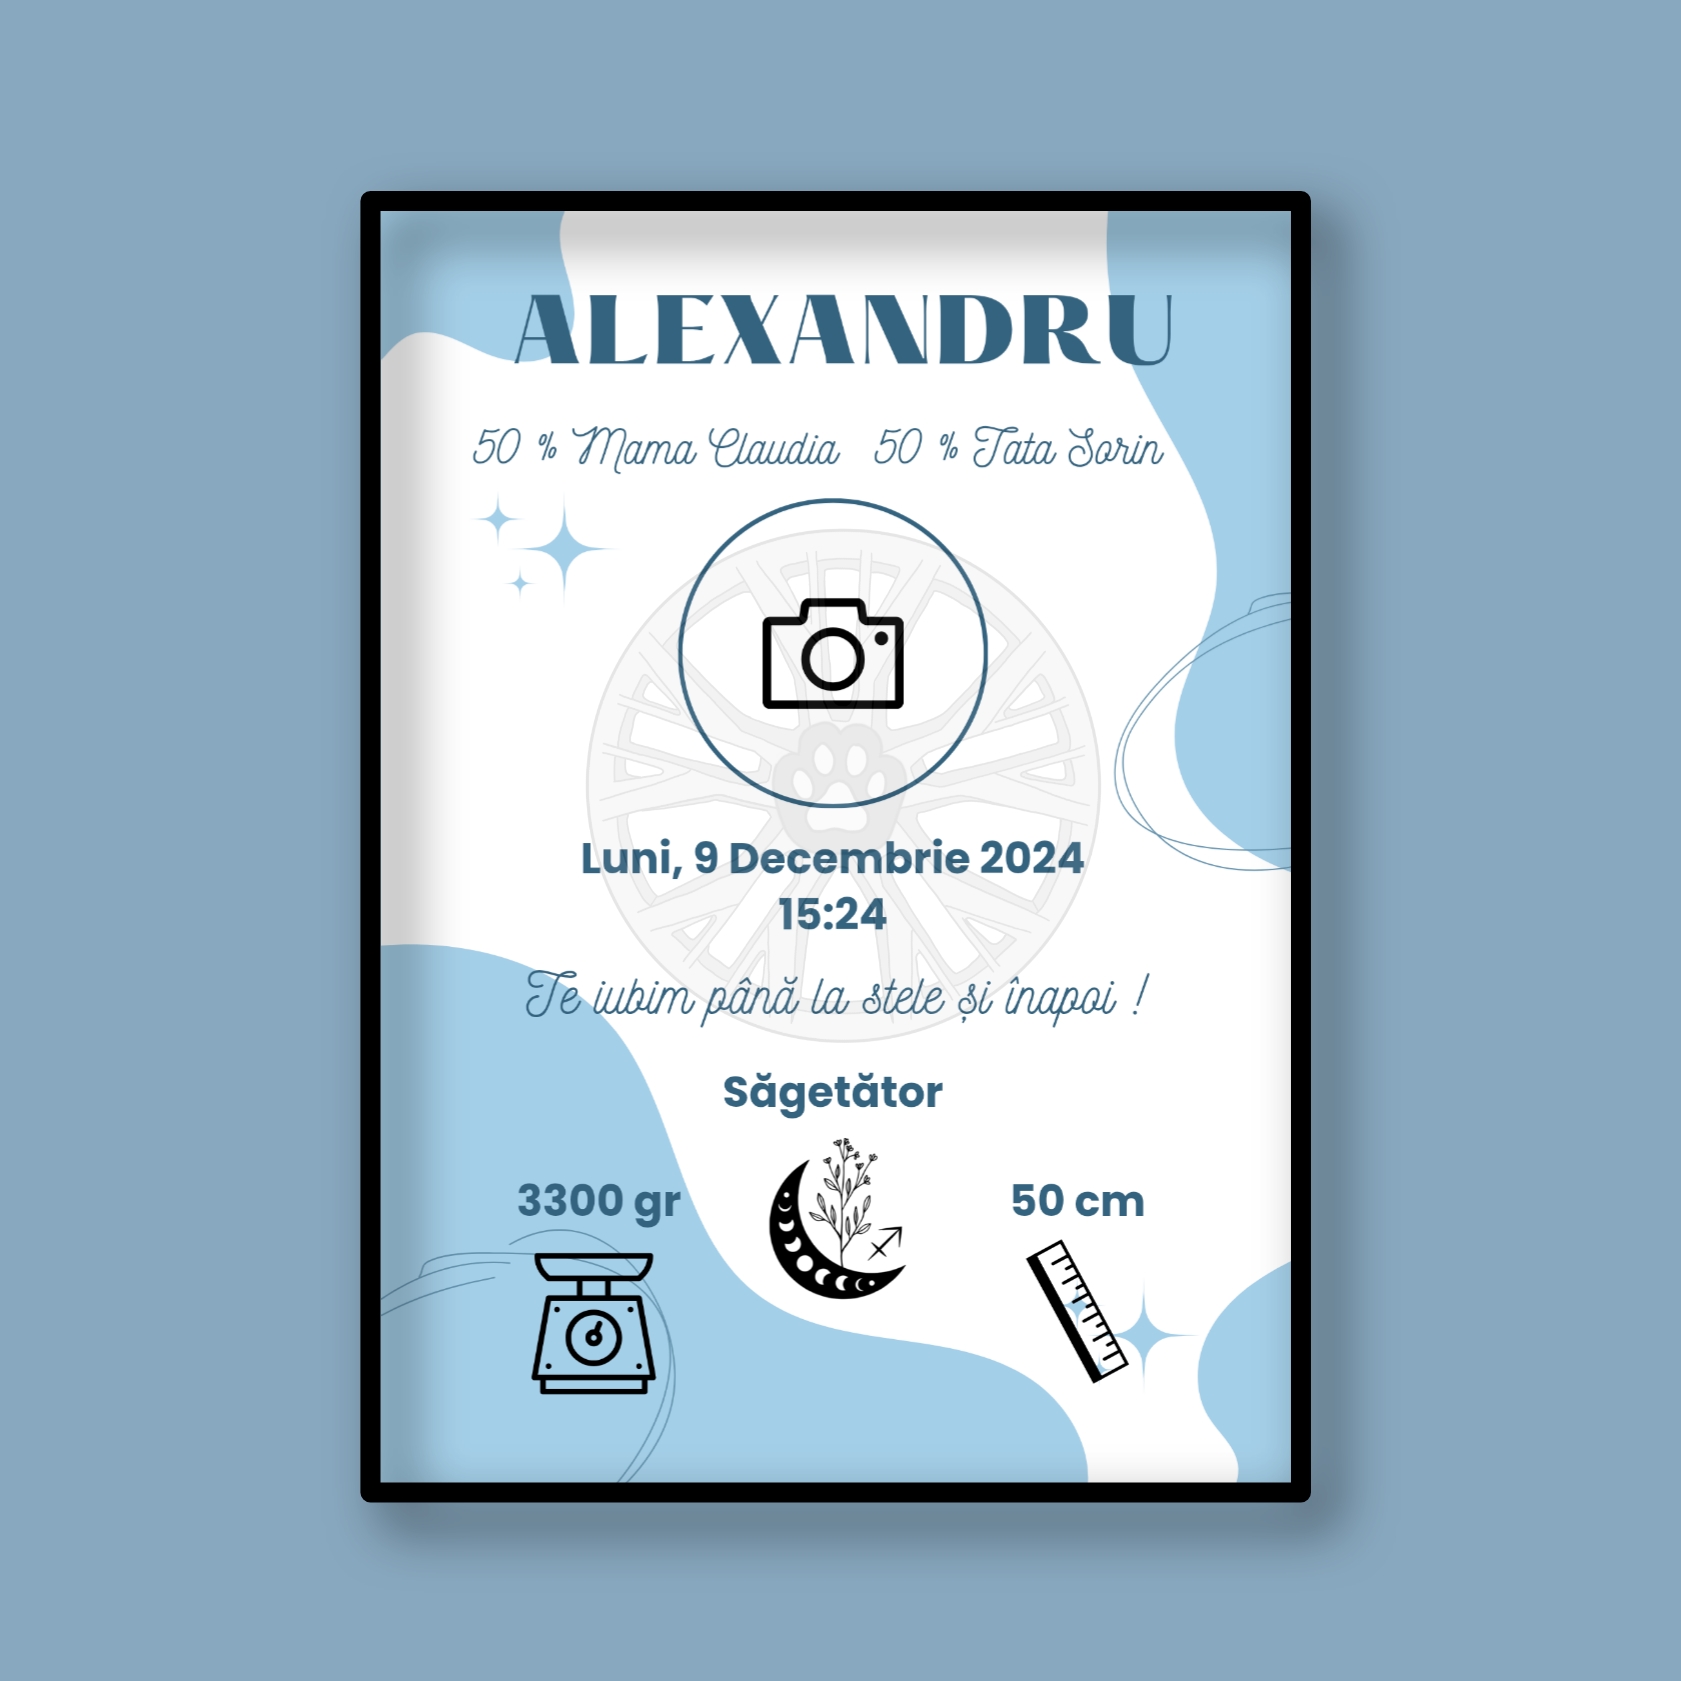 ALEXANDRU
50 % Mama Claudia 50 % Tata Sorin
Luni, 9 Decembrie 2024
15:24
Te iubim până la stele și înapoi !
Săgetător
3300 gr
50 cm